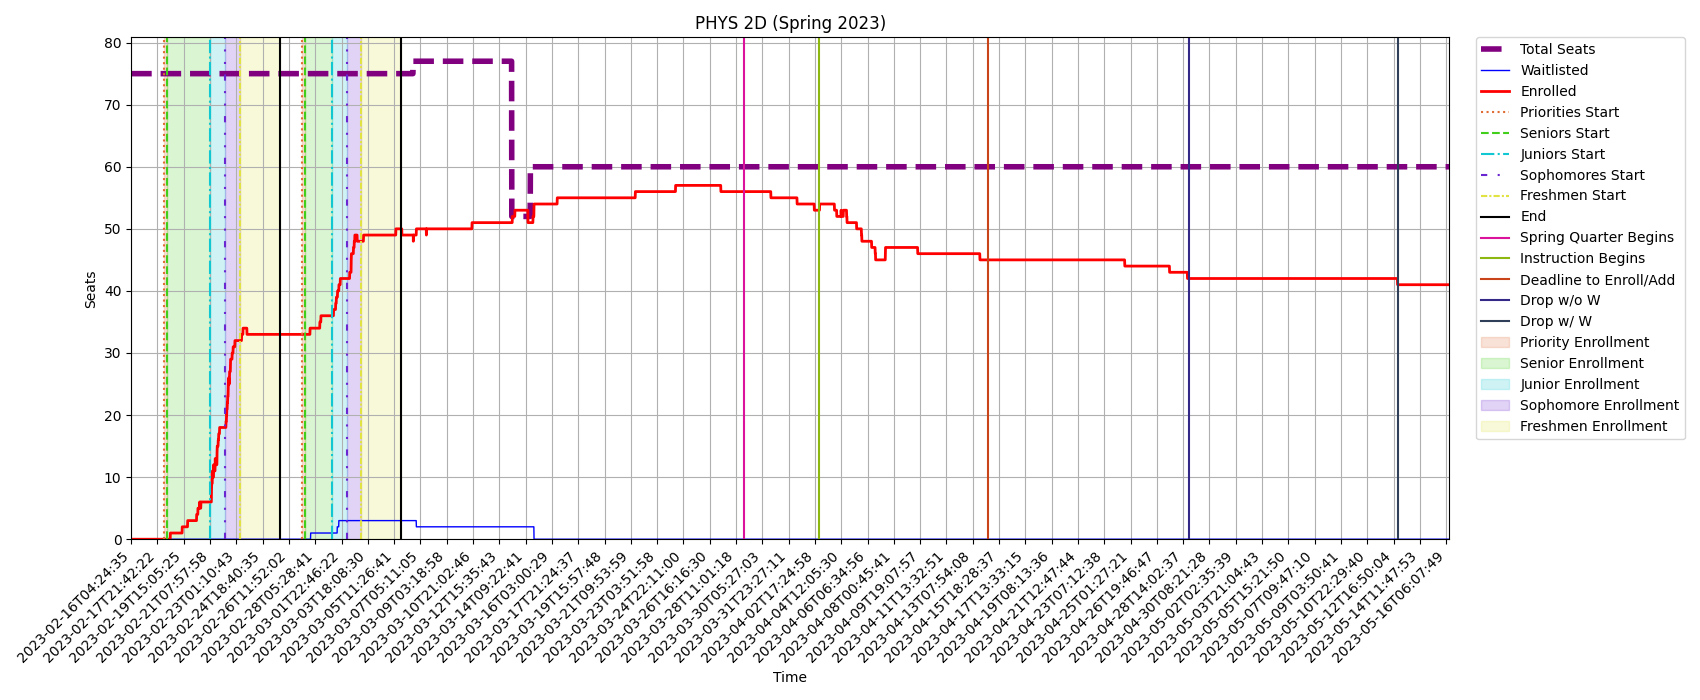 PHYS 2D (Spring 2023)
80
70
60
50
40
30
20
10
0
Seats
2023-02-16T04:24:35
2023-02-17T21:42:22
2023-02-19T15:05:25
2023-02-21T07:57:58
2023-02-23T01:10:43
2023-02-24T18:40:35
2023-02-26T11:52:02
2023-02-28T05:28:41
2023-03-01T22:46:22
2023-03-03T18:08:30
2023-03-05T11:26:41
2023-03-07T05:11:05
2023-03-09T03:18:58
2023-03-10T21:02:46
2023-03-12T15:35:43
2023-03-14T09:22:41
2023-03-16T03:00:29
2023-03-17T21:24:37
2023-03-19T15:57:48
2023-03-21T09:53:59
2023-03-23T03:51:58
2023-03-24T22:11:00
2023-03-26T16:16:30
2023-03-28T11:01:18
2023-03-30T05:27:03
2023-03-31T23:27:11
2023-04-02T17:24:58
2023-04-04T12:05:30
2023-04-06T06:34:56
2023-04-08T00:45:41
2023-04-09T19:07:57
2023-04-11T13:32:51
2023-04-13T07:54:08
2023-04-15T18:28:37
2023-04-17T13:33:15
2023-04-19T08:13:36
2023-04-21T12:47:44
2023-04-23T07:12:38
2023-04-25T01:27:21
2023-04-26T19:46:47
2023-04-28T14:02:37
2023-04-30T08:21:28
2023-05-02T02:35:39
2023-05-03T21:04:43
2023-05-05T15:21:50
2023-05-07T09:47:10
2023-05-09T03:50:41
2023-05-10T22:29:40
2023-05-12T16:50:04
2023-05-14T11:47:53
2023-05-16T06:07:49
Time
Total Seats
Waitlisted
Enrolled
Priorities Start
Seniors Start
Juniors Start
Sophomores Start
Freshmen Start
End
Spring Quarter Begins
Instruction Begins
Deadline to Enroll/Add
Drop w/o W
Drop w/ W
Priority Enrollment
Senior Enrollment
Junior Enrollment
Sophomore Enrollment
Freshmen Enrollment